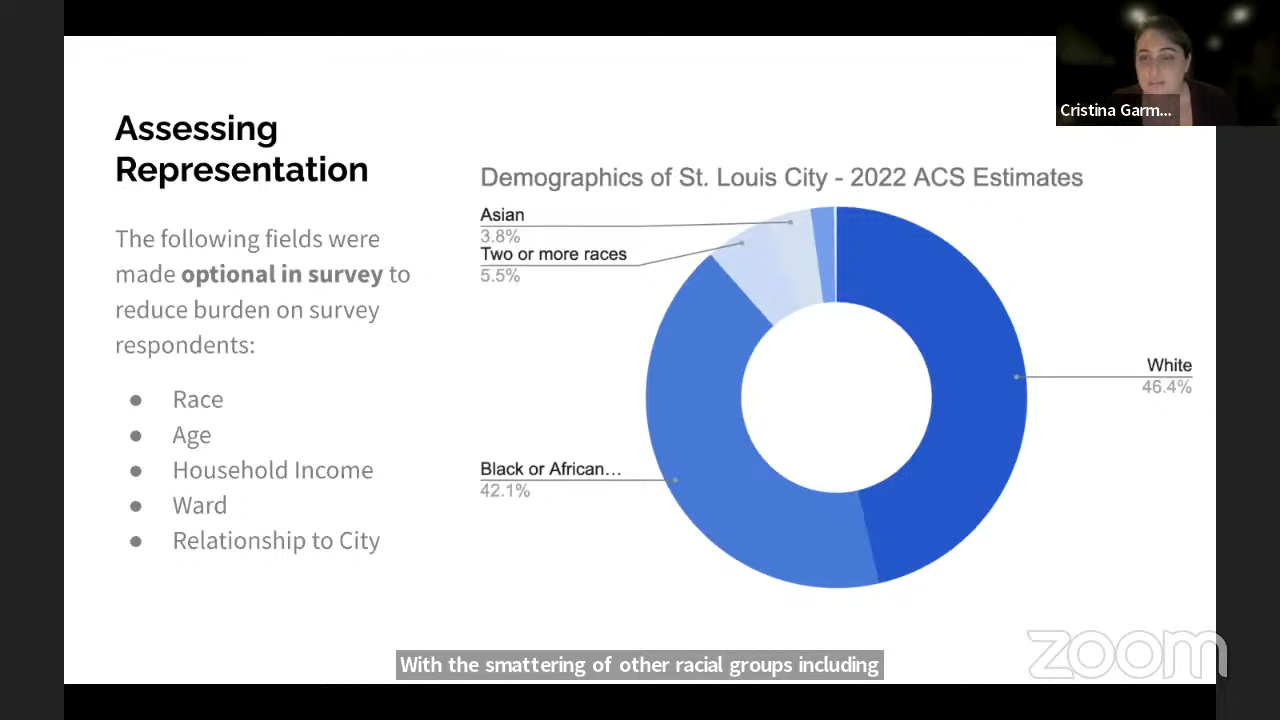 Cristina Garm...
Assessing
Representation
The following fields were
made optional in survey to
reduce burden on survey
respondents:
● Race
● Age
● Household Income
● Ward
● Relationship to City
Demographics of St. Louis City - 2022 ACS Estimates
Asian
3.8%
Two or more races
5.5%
White
46.4%
Black or African…
42.1%
With the smattering of other racial groups including
zoom